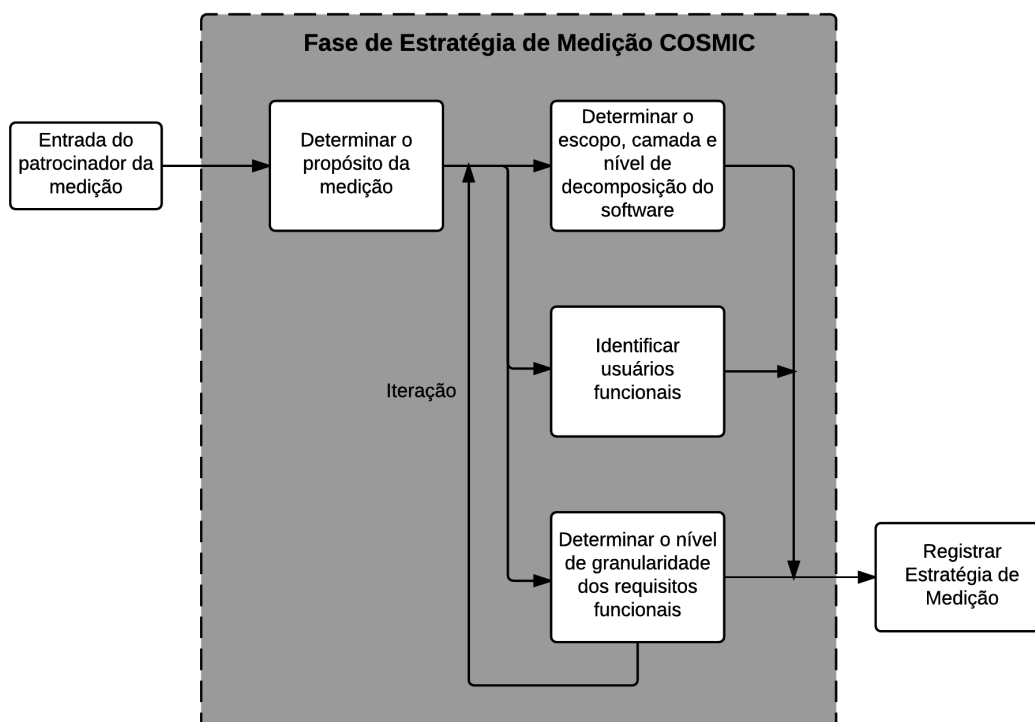 Fase de Estratégia de Medição COSMIC
Entrada do
patrocinador da
medição
Determinar o
propósito da
medição
Determinar o
escopo, camada e
nível de
decomposição do
software
Identificar
usuários
funcionais
Iteração
Determinar o nível
de granularidade
dos requisitos
funcionais
Registrar
Estratégia de
Medição